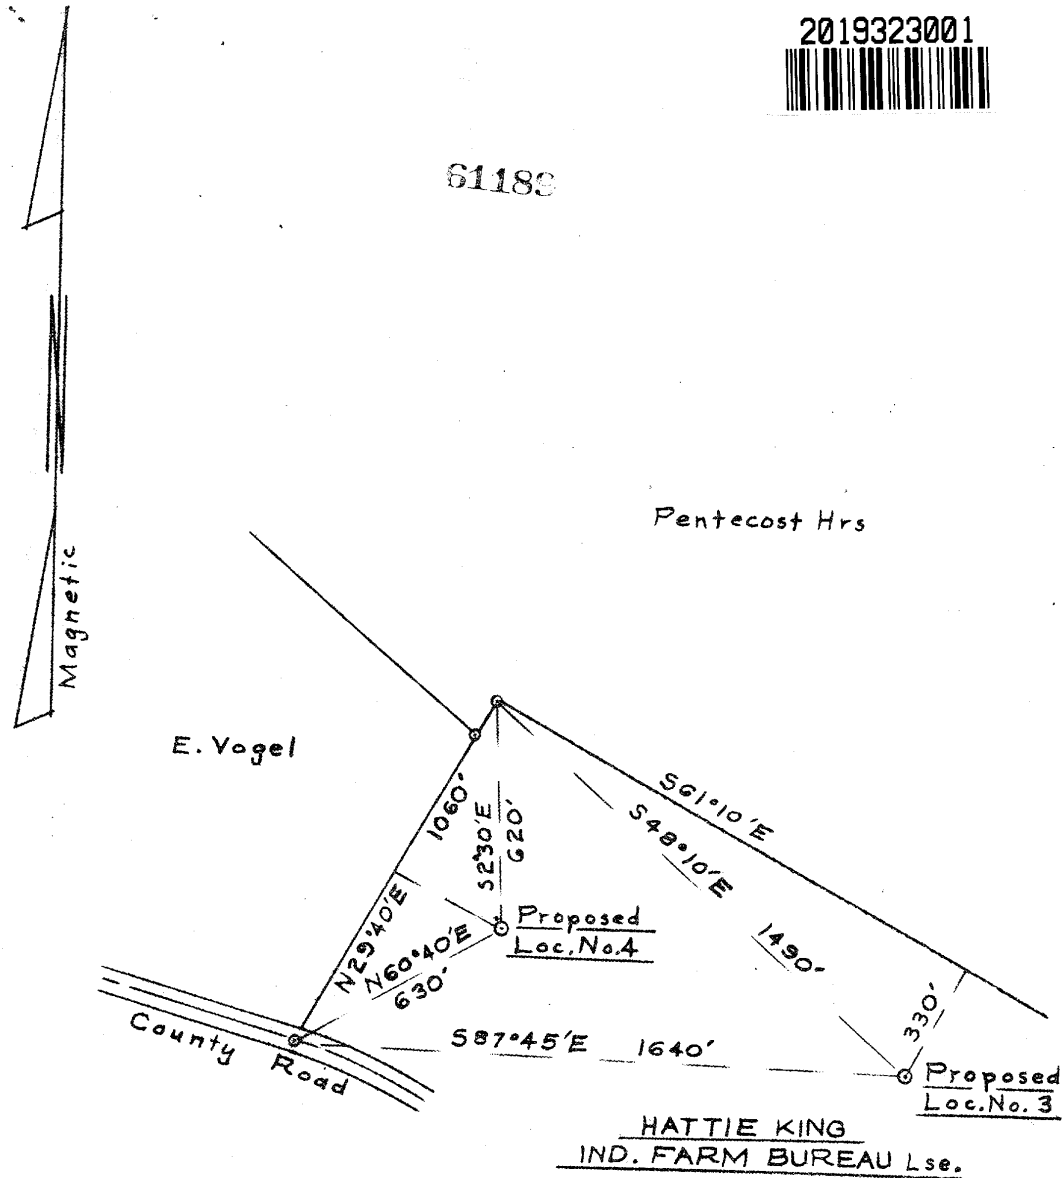 2019323001
61189
Magnetic
N
Pentecost Hrs
E. Vogel
1060'
N29°40'E
S2°30'E
620'
S61°10'E
S48°10'E
1490'
330'
Proposed
Loc. No. 4
N60°40'E
630'
County Road
S87°45'E 1640'
Proposed
Loc. No. 3
HATTIE KING
IND. FARM BUREAU Lse.